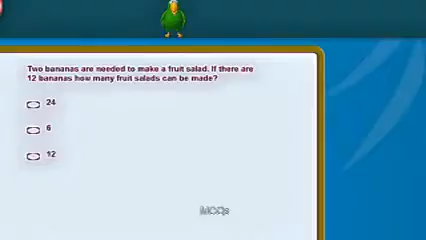 Two bananas are needed to make a fruit salad. If there are
12 bananas how many fruit salads can be made?
24
6
12
MCQs